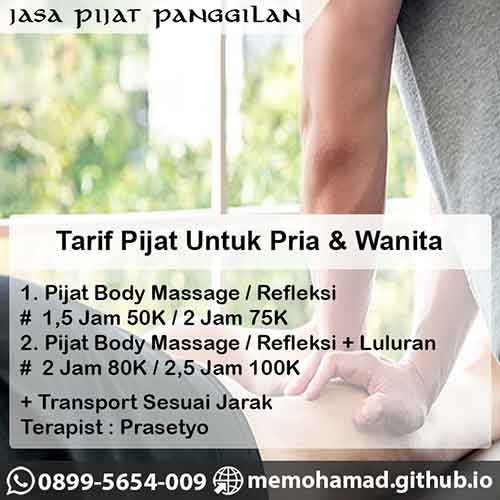 Jasa Pijat Panggilan
Tarif Pijat Untuk Pria & Wanita
1. Pijat Body Massage / Refleksi
# 1,5 Jam 50K / 2 Jam 75K
2. Pijat Body Massage / Refleksi + Luluran
# 2 Jam 80K / 2,5 Jam 100K
+ Transport Sesuai Jarak
Terapist : Prasetyo
0899-5654-009 memohamad.github.io